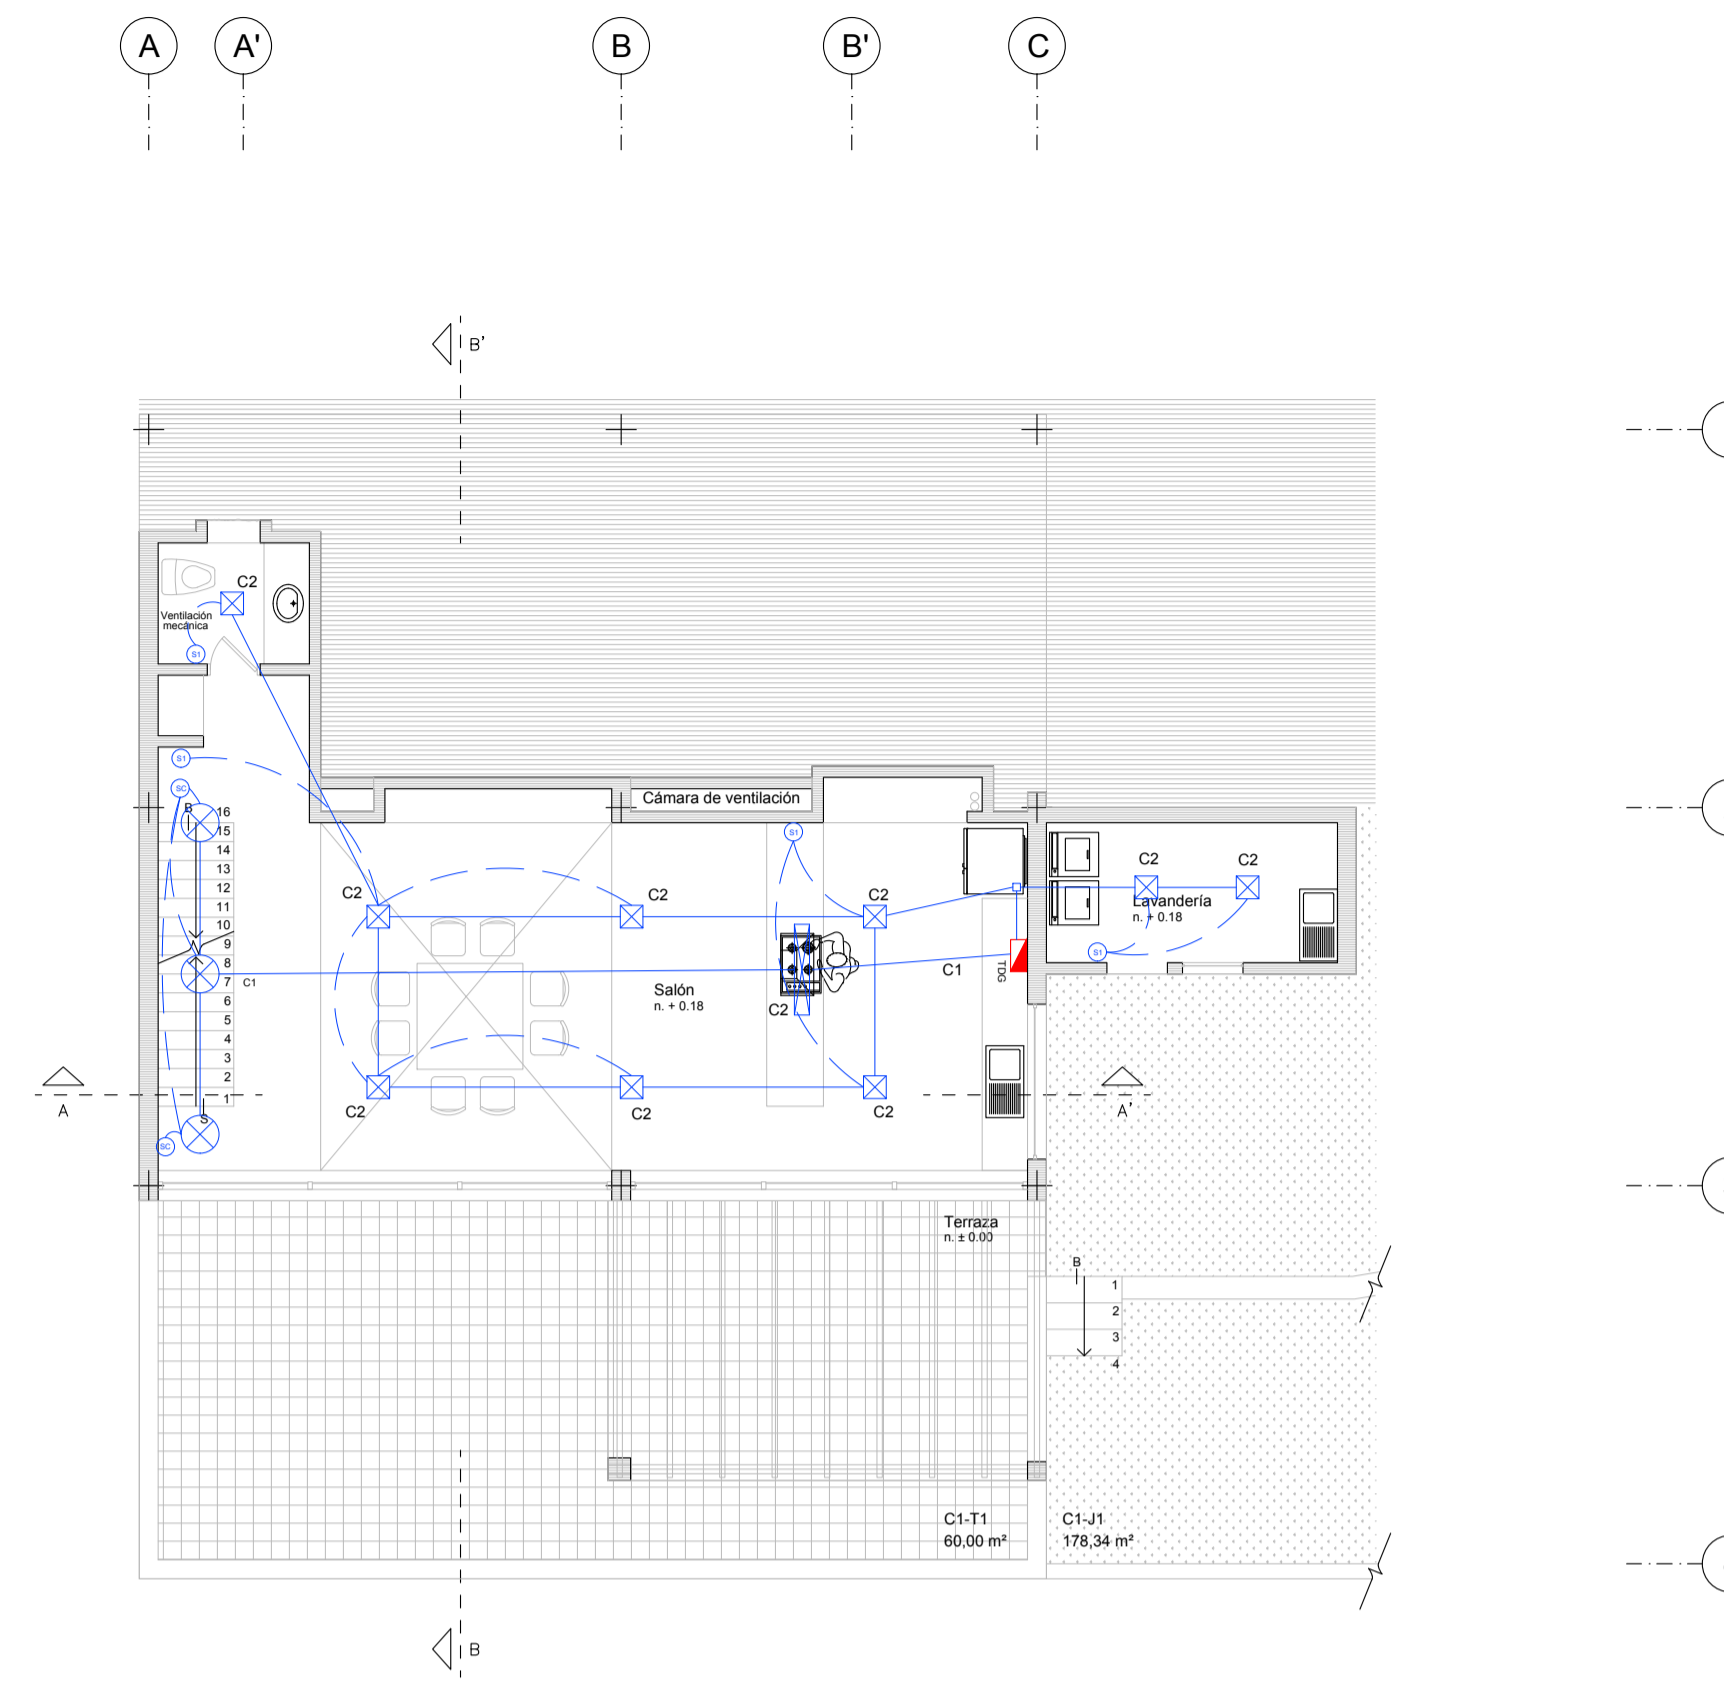 A A' B B' C
B'
C2
Ventilación
mecánica
S1
S1
SC
B
Cámara de ventilación
S1
16
15
14
13
12
11
10
9
8
7
6
5
4
3
2
1
C1
S
SC
C2
C2
C2
C2
C2
Lavandería
n. + 0.18
S1
C1
TDG
Salón
n. + 0.18
C2
C2
C2
C2
A
A'
Terraza
n. ± 0.00
B
1
2
3
4
C1-T1
60,00 m²
C1-J1
178,34 m²
B